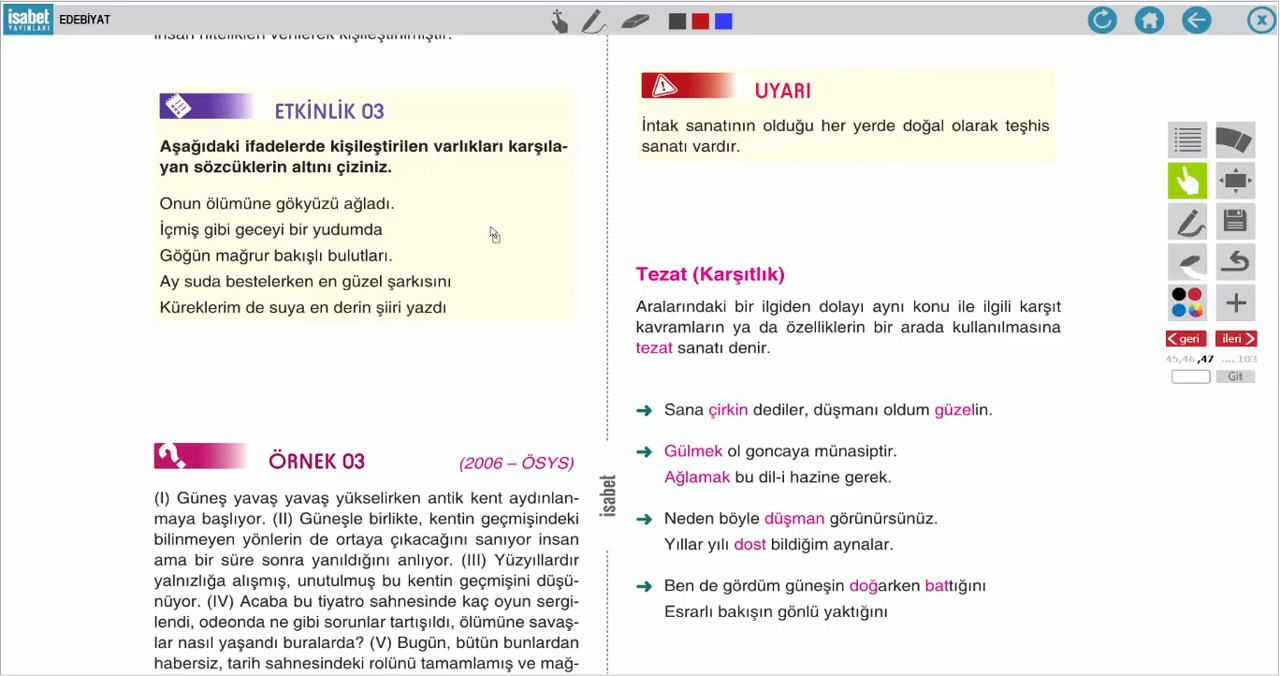 isabet
YAYINLARI
EDEBİYAT
insan nitelikleri verilerek kişileştirilmiştir.
ETKİNLİK 03
Aşağıdaki ifadelerde kişileştirilen varlıkları karşıla-
yan sözcüklerin altını çiziniz.
Onun ölümüne gökyüzü ağladı.
İçmiş gibi geceyi bir yudumda
Göğün mağrur bakışlı bulutları.
Ay suda bestelerken en güzel şarkısını
Küreklerim de suya en derin şiiri yazdı
ÖRNEK 03
(2006 – ÖSYS)
(I) Güneş yavaş yavaş yükselirken antik kent aydınlan-
maya başlıyor. (II) Güneşle birlikte, kentin geçmişindeki
bilinmeyen yönlerin de ortaya çıkacağını sanıyor insan
ama bir süre sonra yanıldığını anlıyor. (III) Yüzyıllardır
yalnızlığa alışmış, unutulmuş bu kentin geçmişini düşü-
nüyor. (IV) Acaba bu tiyatro sahnesinde kaç oyun sergi-
lendi, odeonda ne gibi sorunlar tartışıldı, ölümüne savaş-
lar nasıl yaşandı buralarda? (V) Bugün, bütün bunlardan
habersiz, tarih sahnesindeki rolünü tamamlamış ve mağ-
isabet
UYARI
İntak sanatının olduğu her yerde doğal olarak teşhis
sanatı vardır.
Tezat (Karşıtlık)
Aralarındaki bir ilgiden dolayı aynı konu ile ilgili karşıt
kavramların ya da özelliklerin bir arada kullanılmasına
tezat sanatı denir.
Sana çirkin dediler, düşmanı oldum güzelin.
Gülmek ol goncaya münasiptir.
Ağlamak bu dil-i hazine gerek.
Neden böyle düşman görünürsünüz.
Yıllar yılı dost bildiğim aynalar.
Ben de gördüm güneşin doğarken battığını
Esrarlı bakışın gönlü yaktığını
geri
ileri
45,46,47 .... 103
Git